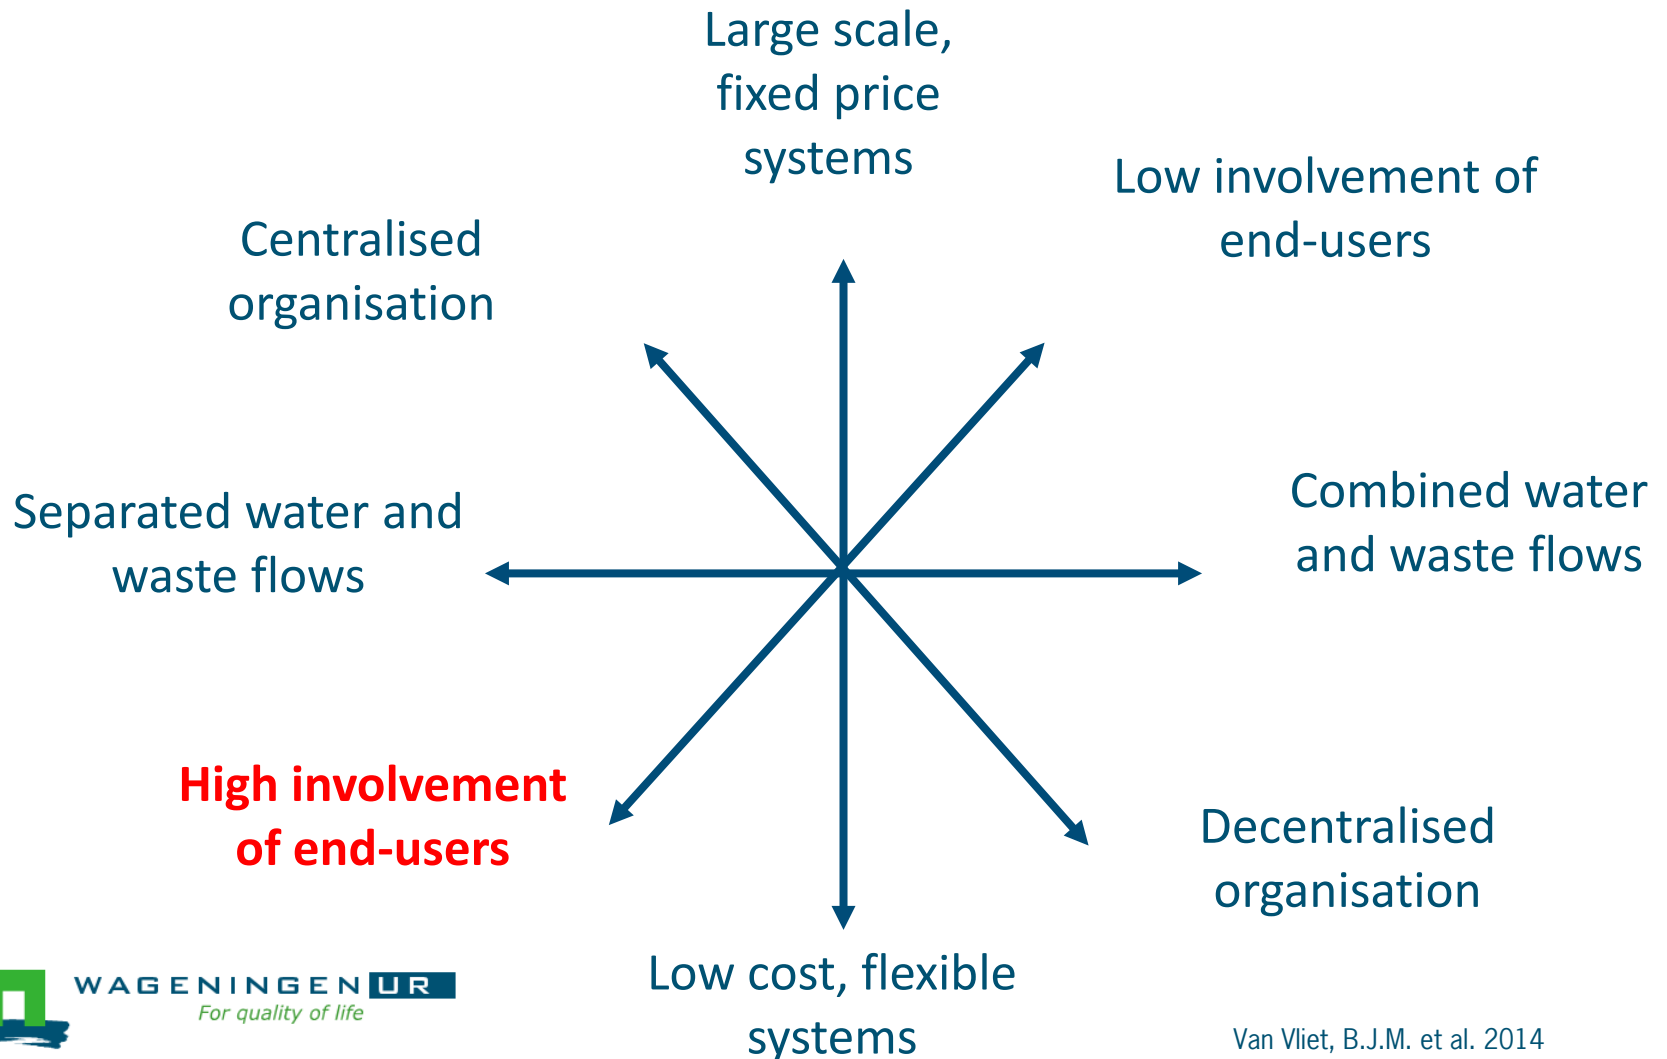 Large scale,
fixed price
systems
Low involvement of
end-users
Centralised
organisation
Combined water
and waste flows
Separated water and
waste flows
High involvement
of end-users
Decentralised
organisation
Low cost, flexible
systems
WAGENINGEN UR
For quality of life
Van Vliet, B.J.M. et al. 2014